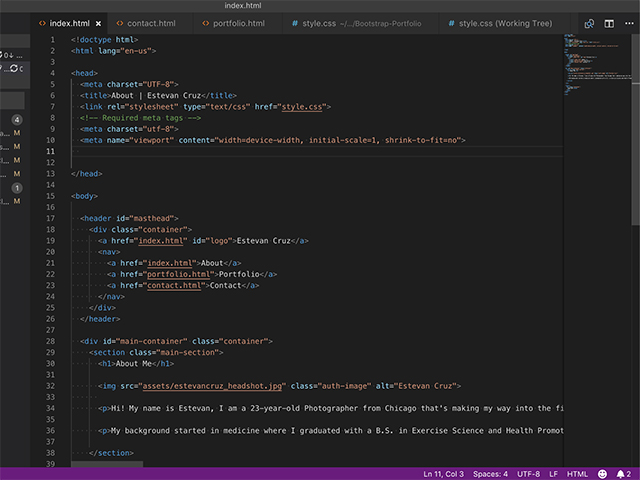 index.html
index.html
contact.html
portfolio.html
style.css ~/.../Bootstrap-Portfolio
style.css (Working Tree)
1 <!doctype html>
2 <html lang="en-us">
3
4 <head>
5 <meta charset="UTF-8">
6 <title>About | Estevan Cruz</title>
7 <link rel="stylesheet" type="text/css" href="style.css">
8 <!-- Required meta tags -->
9 <meta charset="utf-8">
10 <meta name="viewport" content="width=device-width, initial-scale=1, shrink-to-fit=no">
11
12
13 </head>
14
15 <body>
16
17 <header id="masthead">
18 <div class="container">
19 <a href="index.html" id="logo">Estevan Cruz</a>
20 <nav>
21 <a href="index.html">About</a>
22 <a href="portfolio.html">Portfolio</a>
23 <a href="contact.html">Contact</a>
24 </nav>
25 </div>
26 </header>
27
28 <div id="main-container" class="container">
29 <section class="main-section">
30 <h1>About Me</h1>
31
32 <img src="assets/estevancruz_headshot.jpg" class="auth-image" alt="Estevan Cruz">
33
34 <p>Hi! My name is Estevan, I am a 23-year-old Photographer from Chicago that's making my way into the fi
35
36 <p>My background started in medicine where I graduated with a B.S. in Exercise Science and Health Promot
37
38 </section>
39
4
M
M
M
M
1
M
Ln 11, Col 3 Spaces: 4 UTF-8 LF HTML 2